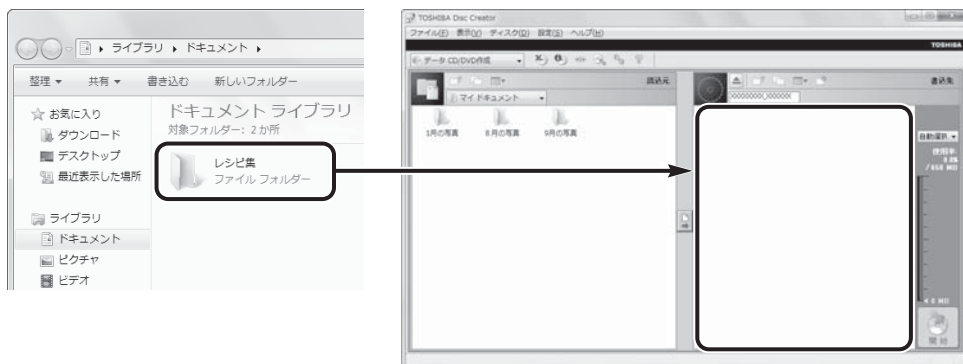 ライブラリ ▸ ドキュメント ▸
整理 ▼ 共有 ▼ 書き込む 新しいフォルダー
お気に入り
ダウンロード
デスクトップ
最近表示した場所
ライブラリ
ドキュメント
ピクチャ
ビデオ
ドキュメント ライブラリ
対象フォルダー: 2か所
レシピ集
ファイル フォルダー
TOSHIBA Disc Creator
ファイル(F) 表示(V) ディスク(D) 設定(S) ヘルプ(H)
TOSHIBA
データ CD/DVD作成
読込元
マイ ドキュメント
1月の写真 8月の写真 9月の写真
書込先
自動選択
使用率:
0.0%
/ 650 MB
0 MB
開始